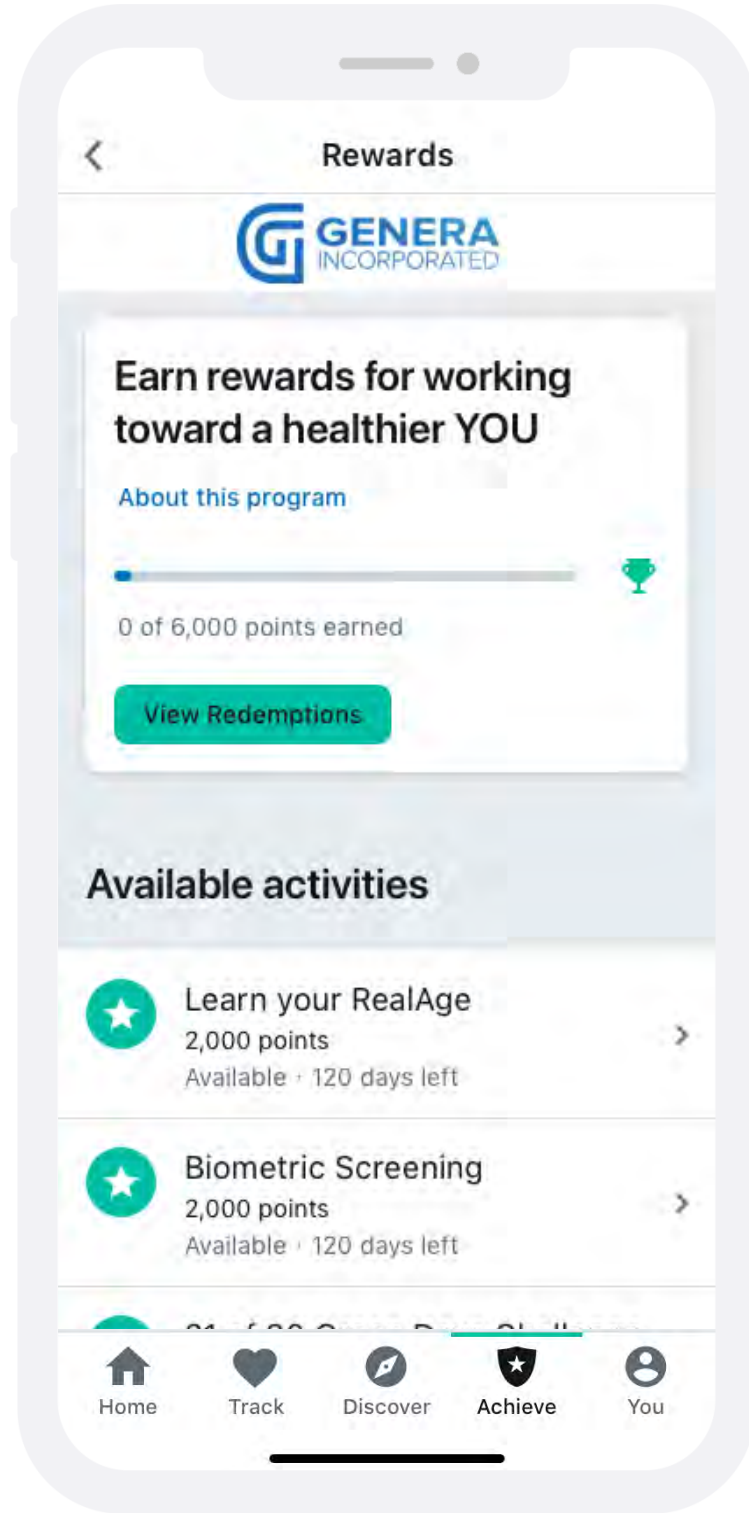 Rewards
GENERA
INCORPORATED
Earn rewards for working
toward a healthier YOU
About this program
0 of 6,000 points earned
View Redemptions
Available activities
Learn your RealAge
2,000 points
Available · 120 days left
Biometric Screening
2,000 points
Available · 120 days left
Home Track Discover Achieve You